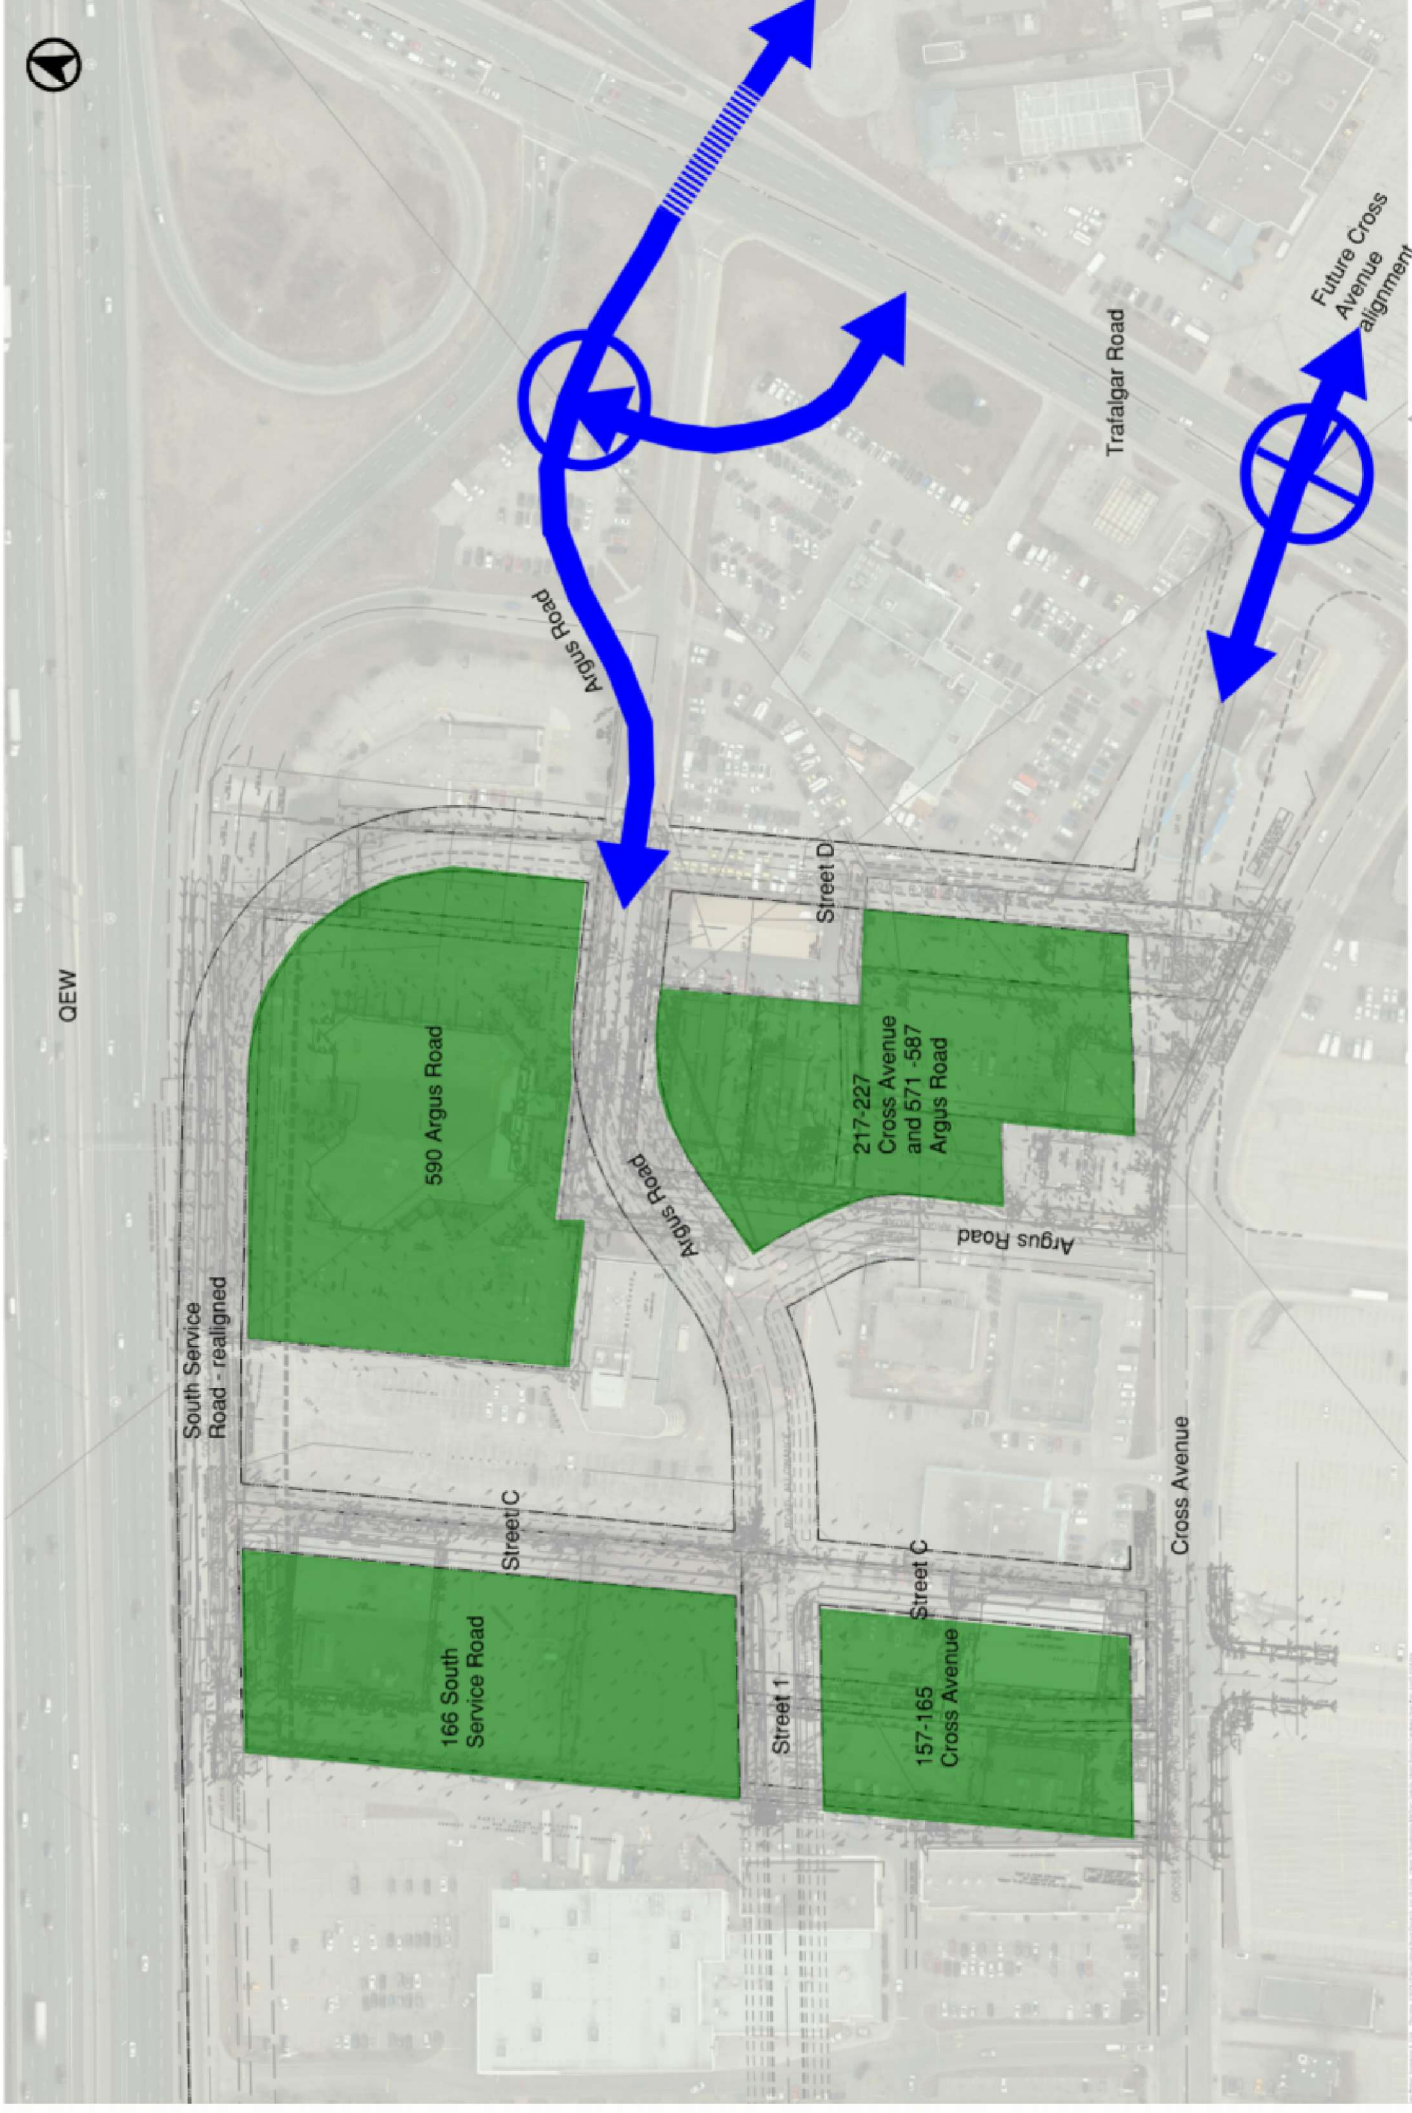 QEW
South Service
Road - realigned
590 Argus Road
Argus Road
Argus Road
Argus Road
217-227
Cross Avenue
and 571 -587
Argus Road
Street D
Street C
Street C
166 South
Service Road
Street 1
157-165
Cross Avenue
Cross Avenue
Trafalgar Road
Future Cross
Avenue
alignment